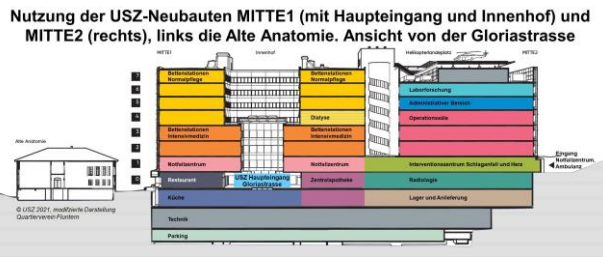 Nutzung der USZ-Neubauten MITTE1 (mit Haupteingang und Innenhof) und
MITTE2 (rechts), links die Alte Anatomie. Ansicht von der Gloriastrasse
MITTE1
Innenhof
Helikopterlandeplatz
MITTE2
7
Bettenstationen
Normalpflege
Bettenstationen
Normalpflege
6
Laborforschung
5
Administrativer Bereich
4
Dialyse
Operationssäle
3
Bettenstationen
Intensivmedizin
Bettenstationen
Intensivmedizin
2
Alte Anatomie
1
Notfallzentrum
Notfallzentrum
Interventionszentrum Schlaganfall und Herz
Eingang
Notfallzentrum,
Ambulanz
0
Restaurant
USZ Haupteingang
Gloriastrasse
Zentralapotheke
Radiologie
Küche
Lager und Anlieferung
© USZ 2021, modifizierte Darstellung
Quartierverein Fluntern
Technik
Parking